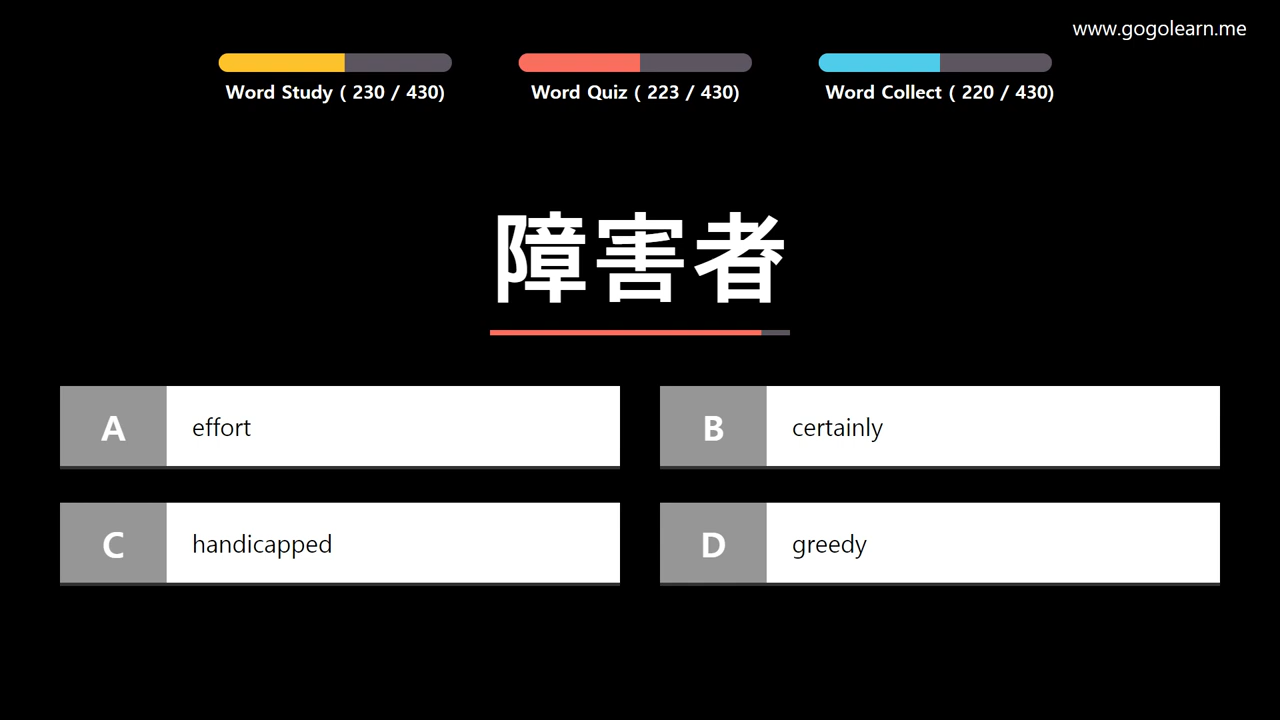 www.gogolearn.me
Word Study ( 230 / 430)
Word Quiz ( 223 / 430)
Word Collect ( 220 / 430)
障害者
A effort
B certainly
C handicapped
D greedy